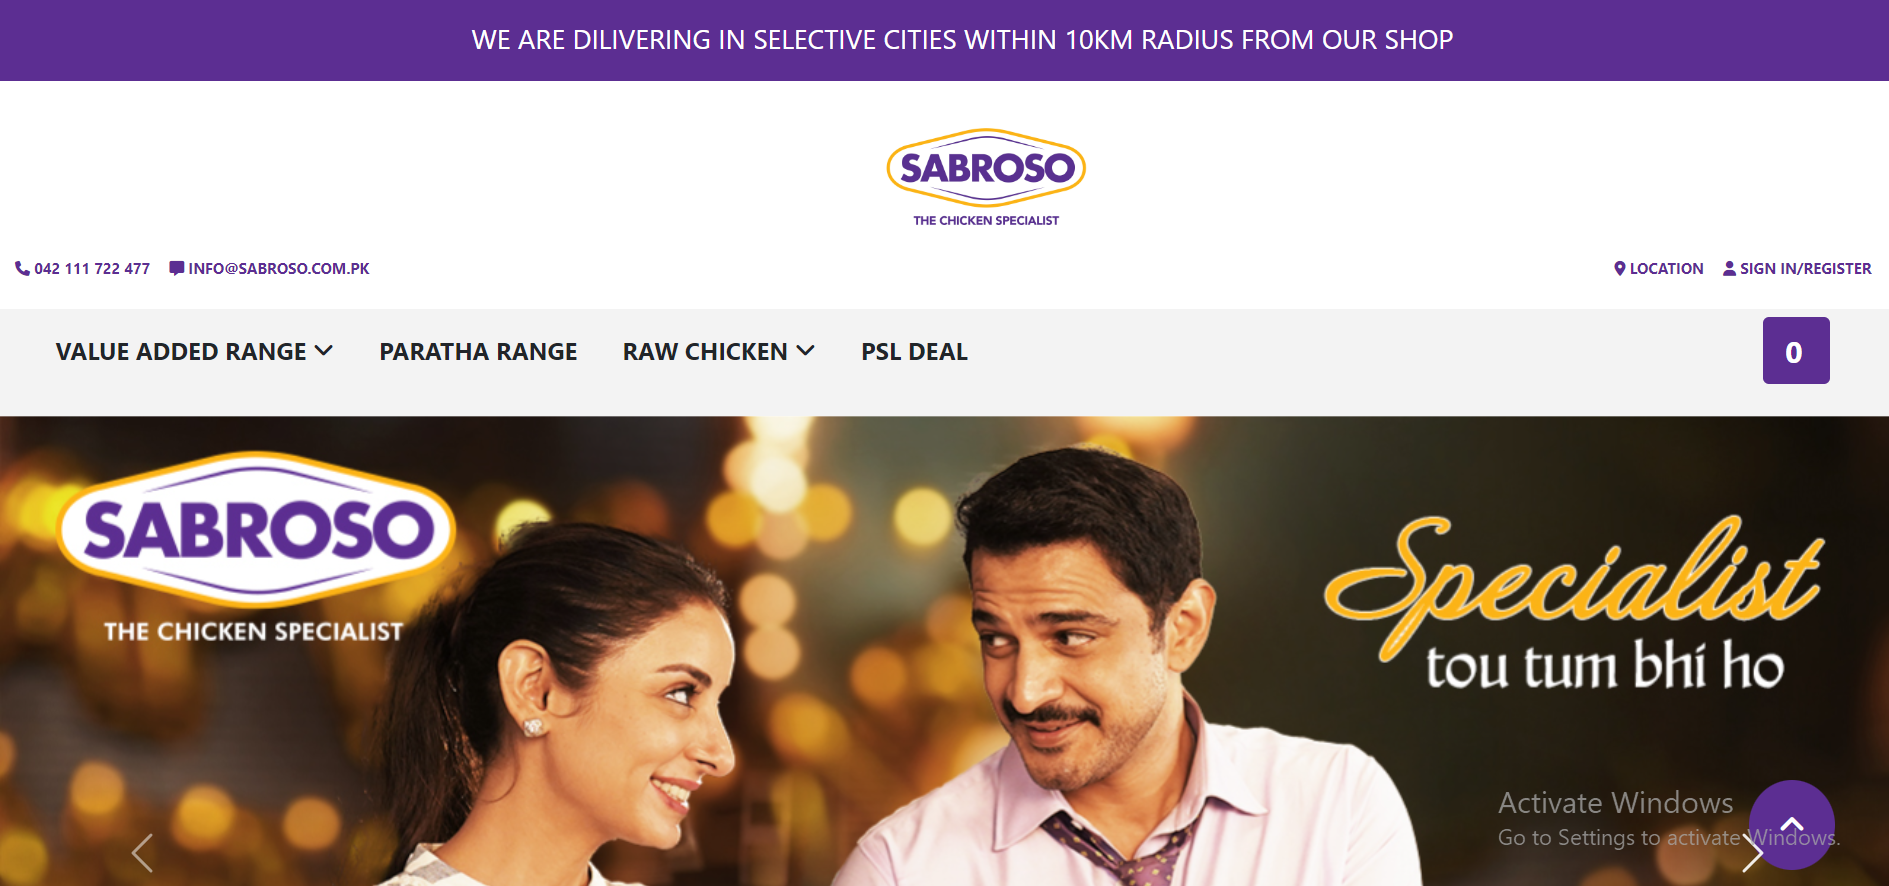 WE ARE DILIVERING IN SELECTIVE CITIES WITHIN 10KM RADIUS FROM OUR SHOP
SABROSO
THE CHICKEN SPECIALIST
042 111 722 477 INFO@SABROSO.COM.PK
LOCATION SIGN IN/REGISTER
VALUE ADDED RANGE PARATHA RANGE RAW CHICKEN PSL DEAL
0
SABROSO
THE CHICKEN SPECIALIST
Specialist
tou tum bhi ho
Activate Windows
Go to Settings to activate Windows.